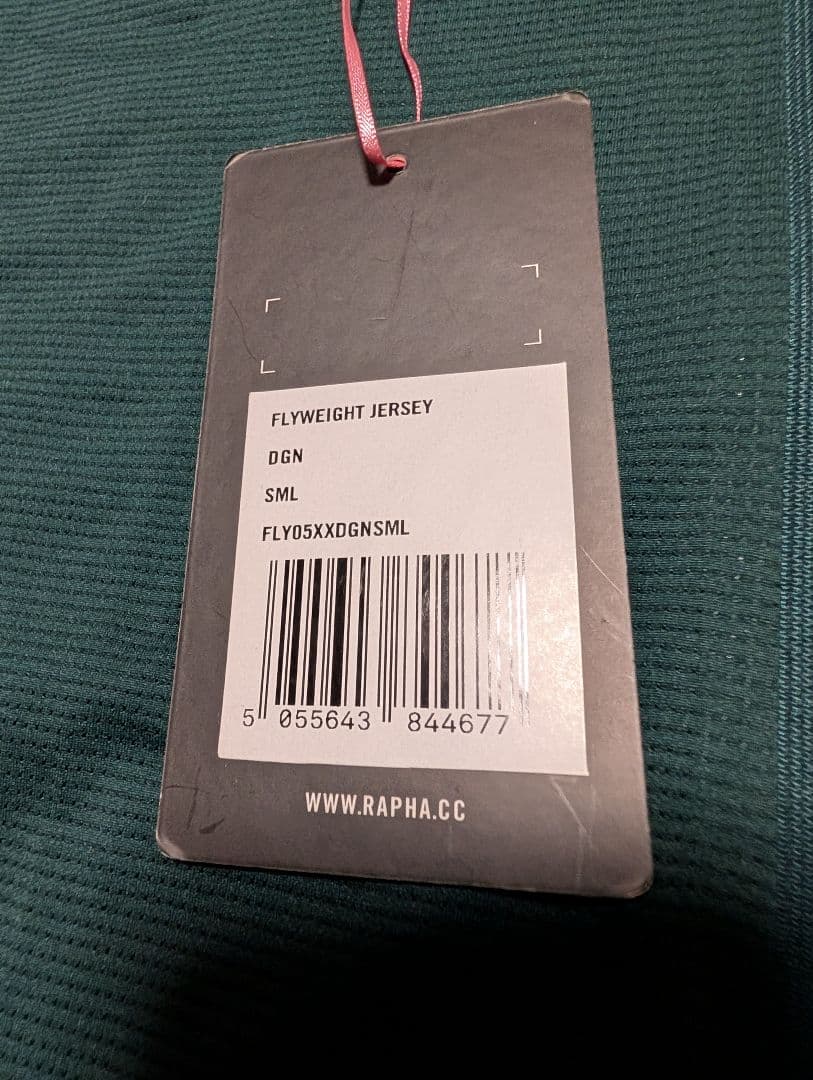 FLYWEIGHT JERSEY
DGN
SML
FLY05XXDGNSML
5 055643 844677
WWW.RAPHA.CC